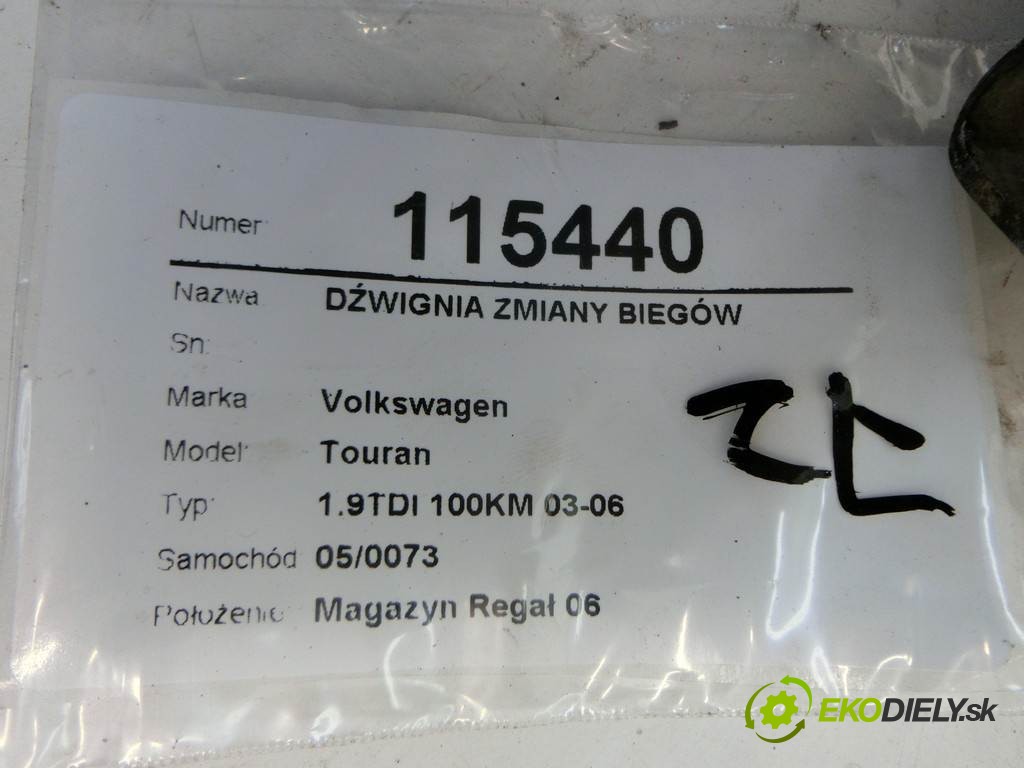 Numer 115440
Nazwa DŹWIGNIA ZMIANY BIEGÓW
Sn:
Marka Volkswagen
Model Touran
Typ 1.9TDI 100KM 03-06
Samochód 05/0073
Położenie Magazyn Regał 06
EKODIELY.sk